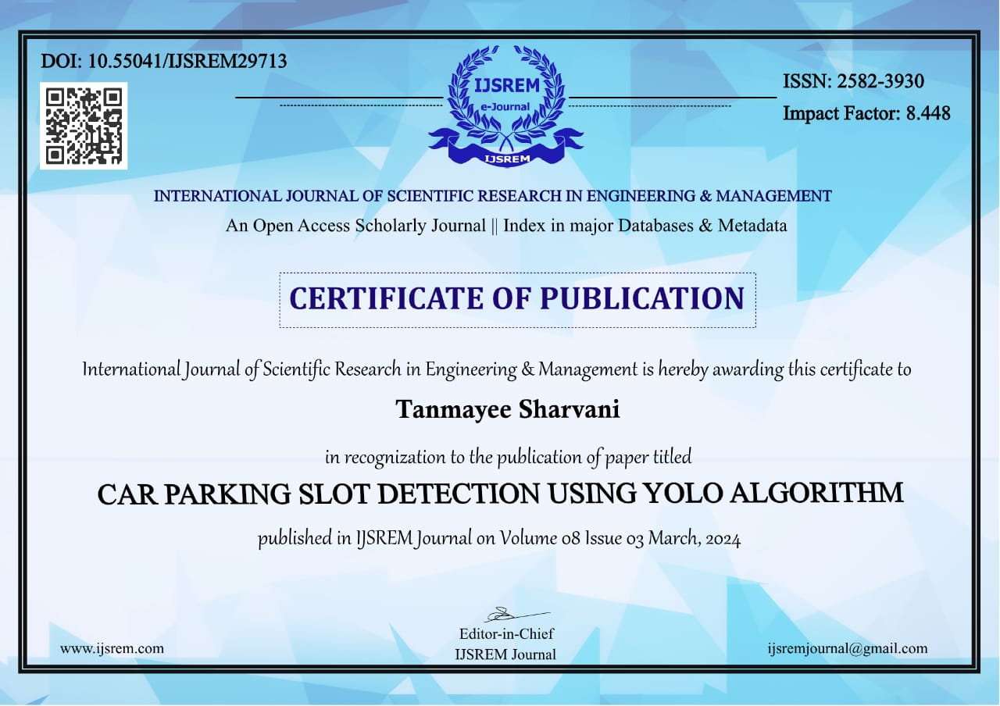 DOI: 10.55041/IJSREM29713
IJSREM
e-Journal
IJSREM
ISSN: 2582-3930
Impact Factor: 8.448
INTERNATIONAL JOURNAL OF SCIENTIFIC RESEARCH IN ENGINEERING & MANAGEMENT
An Open Access Scholarly Journal || Index in major Databases & Metadata
CERTIFICATE OF PUBLICATION
International Journal of Scientific Research in Engineering & Management is hereby awarding this certificate to
Tanmayee Sharvani
in recognization to the publication of paper titled
CAR PARKING SLOT DETECTION USING YOLO ALGORITHM
published in IJSREM Journal on Volume 08 Issue 03 March, 2024
Editor-in-Chief
IJSREM Journal
www.ijsrem.com
ijsremjournal@gmail.com